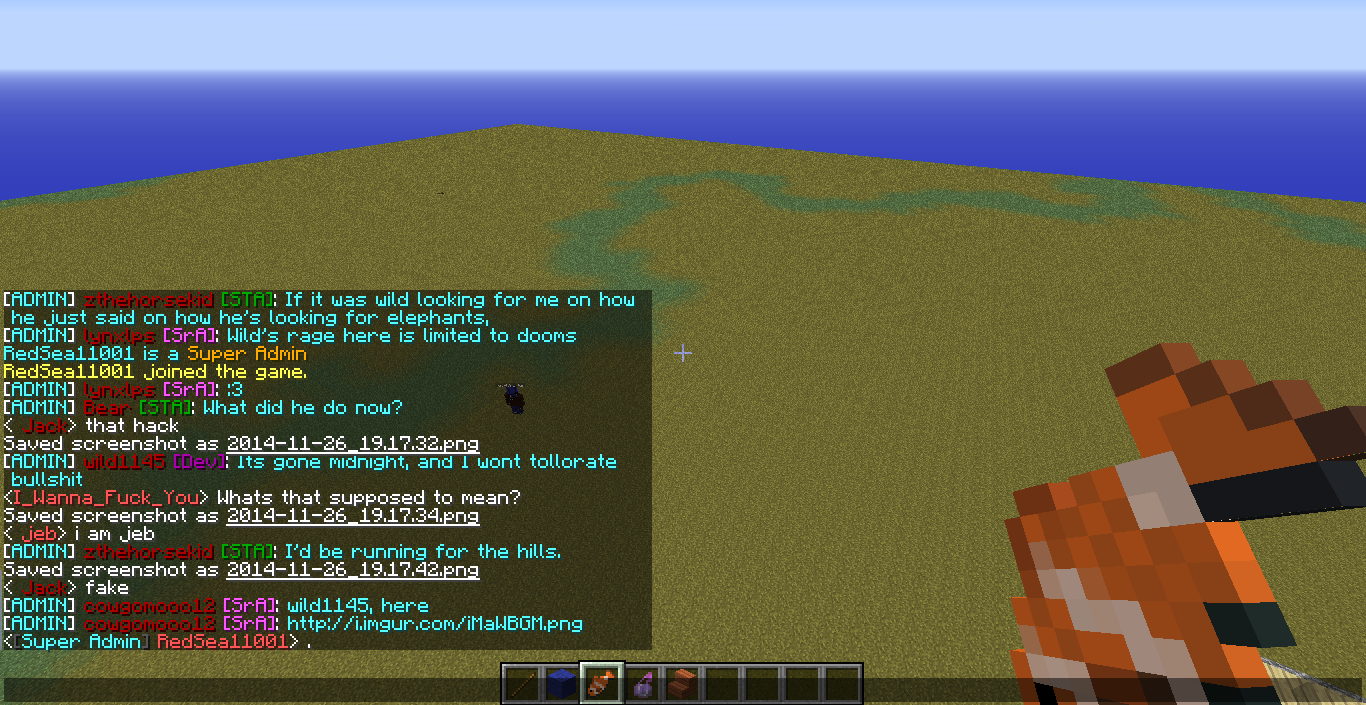 [ADMIN] zthehorsekid [STA]: If it was wild looking for me on how
he just said on how he's looking for elephants,
[ADMIN] lynxlps [SrA]: Wild's rage here is limited to dooms
RedSea11001 is a Super Admin
RedSea11001 joined the game.
[ADMIN] lynxlps [SrA]: :3
[ADMIN] Bear [STA]: What did he do now?
< Jack> that hack
Saved screenshot as 2014-11-26_19.17.32.png
[ADMIN] wild1145 [Dev]: Its gone midnight, and I wont tollorate
bullshit
<I_Wanna_Fuck_You> Whats that supposed to mean?
Saved screenshot as 2014-11-26_19.17.34.png
< jeb> i am jeb
[ADMIN] zthehorsekid [STA]: I'd be running for the hills.
Saved screenshot as 2014-11-26_19.17.42.png
< Jack> fake
[ADMIN] cowgomooo12 [SrA]: wild1145, here
[ADMIN] cowgomooo12 [SrA]: http://i.imgur.com/iMaWBGM.png
<[Super Admin] RedSea11001> .